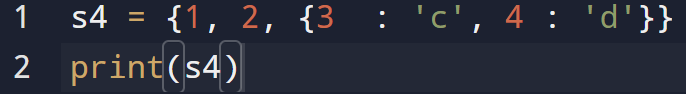 1 s4 = {1, 2, {3  : 'c', 4 : 'd'}}
2 print(s4)